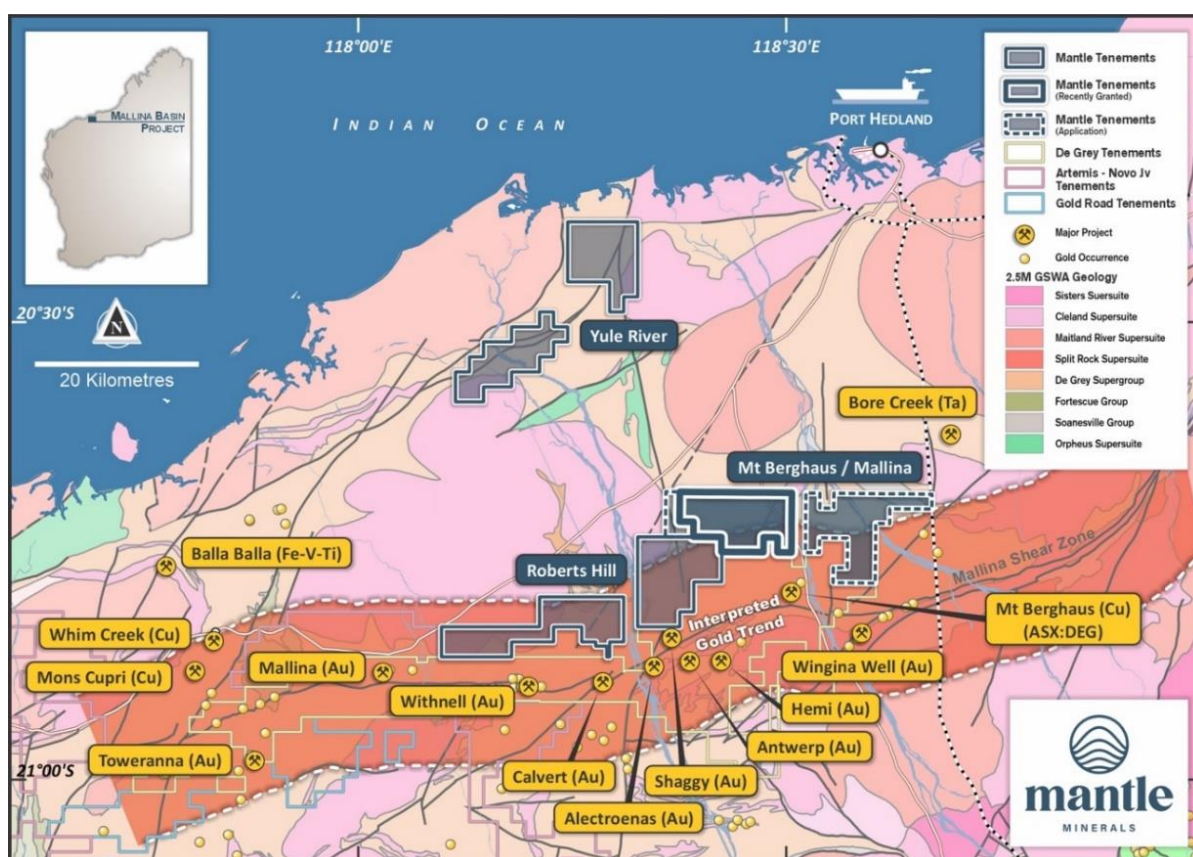 118°00'E
118°30'E
MALLINA BASIN
PROJECT
INDIAN OCEAN
PORT HEDLAND
Mantle Tenements
Mantle Tenements
(Recently Granted)
Mantle Tenements
(Application)
De Grey Tenements
Artemis - Novo Jv
Tenements
Gold Road Tenements
Major Project
Gold Occurrence
2.5M GSWA Geology
Sisters Suersuite
Cleland Supersuite
Maitland River Supersuite
Split Rock Supersuite
De Grey Supergroup
Fortescue Group
Soanesville Group
Orpheus Supersuite
20°30'S
N
20 Kilometres
Yule River
Bore Creek (Ta)
Mt Berghaus / Mallina
Balla Balla (Fe-V-Ti)
Roberts Hill
Mallina Shear Zone
Interpreted
Gold Trend
Mt Berghaus (Cu)
(ASX:DEG)
Whim Creek (Cu)
Mons Cupri (Cu)
Mallina (Au)
Withnell (Au)
Wingina Well (Au)
Hemi (Au)
Antwerp (Au)
Toweranna (Au)
21°00'S
Calvert (Au)
Shaggy (Au)
Alectroenas (Au)
mantle
MINERALS